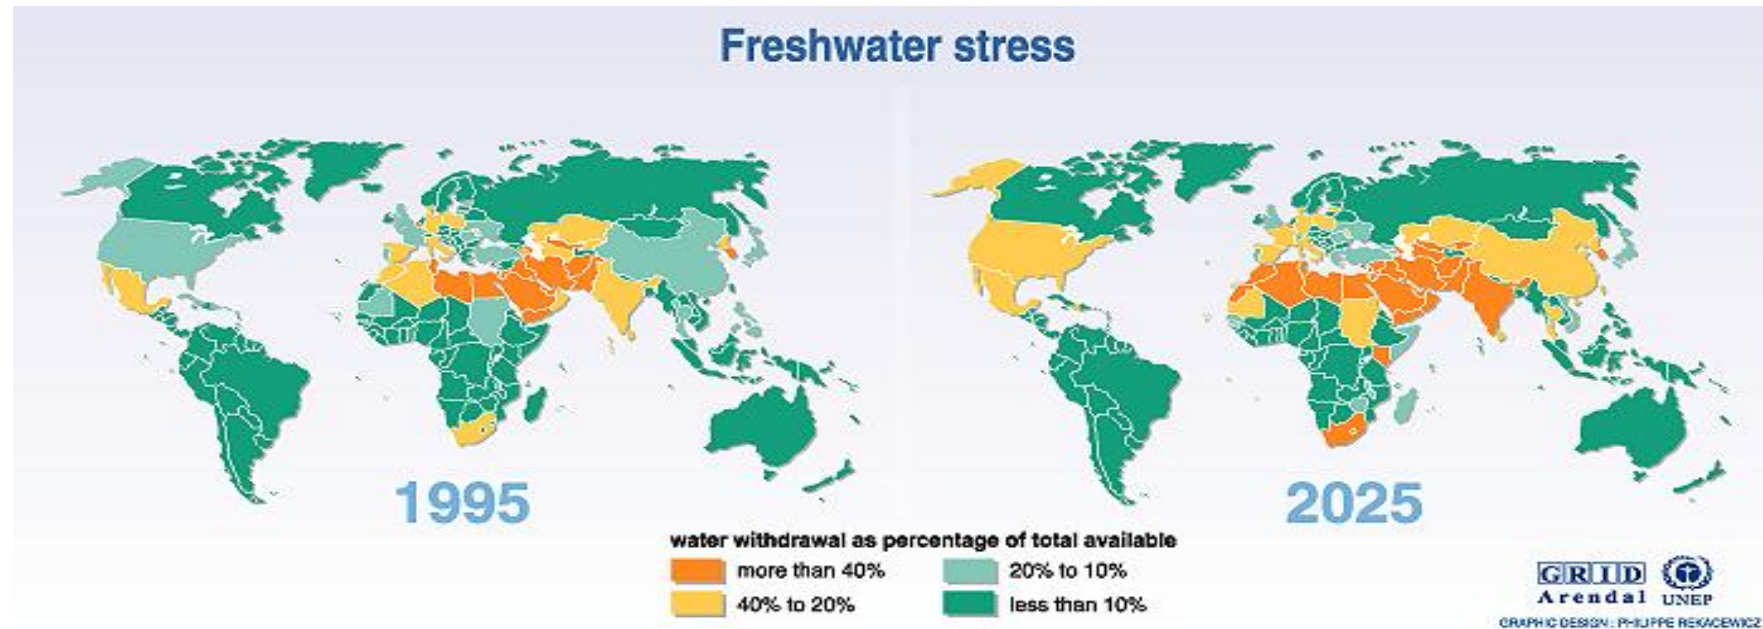 Freshwater stress
1995
2025
water withdrawal as percentage of total available
more than 40%
20% to 10%
40% to 20%
less than 10%
GRID
Arendal
UNEP
GRAPHIC DESIGN : PHILIPPE REKACEWICZ